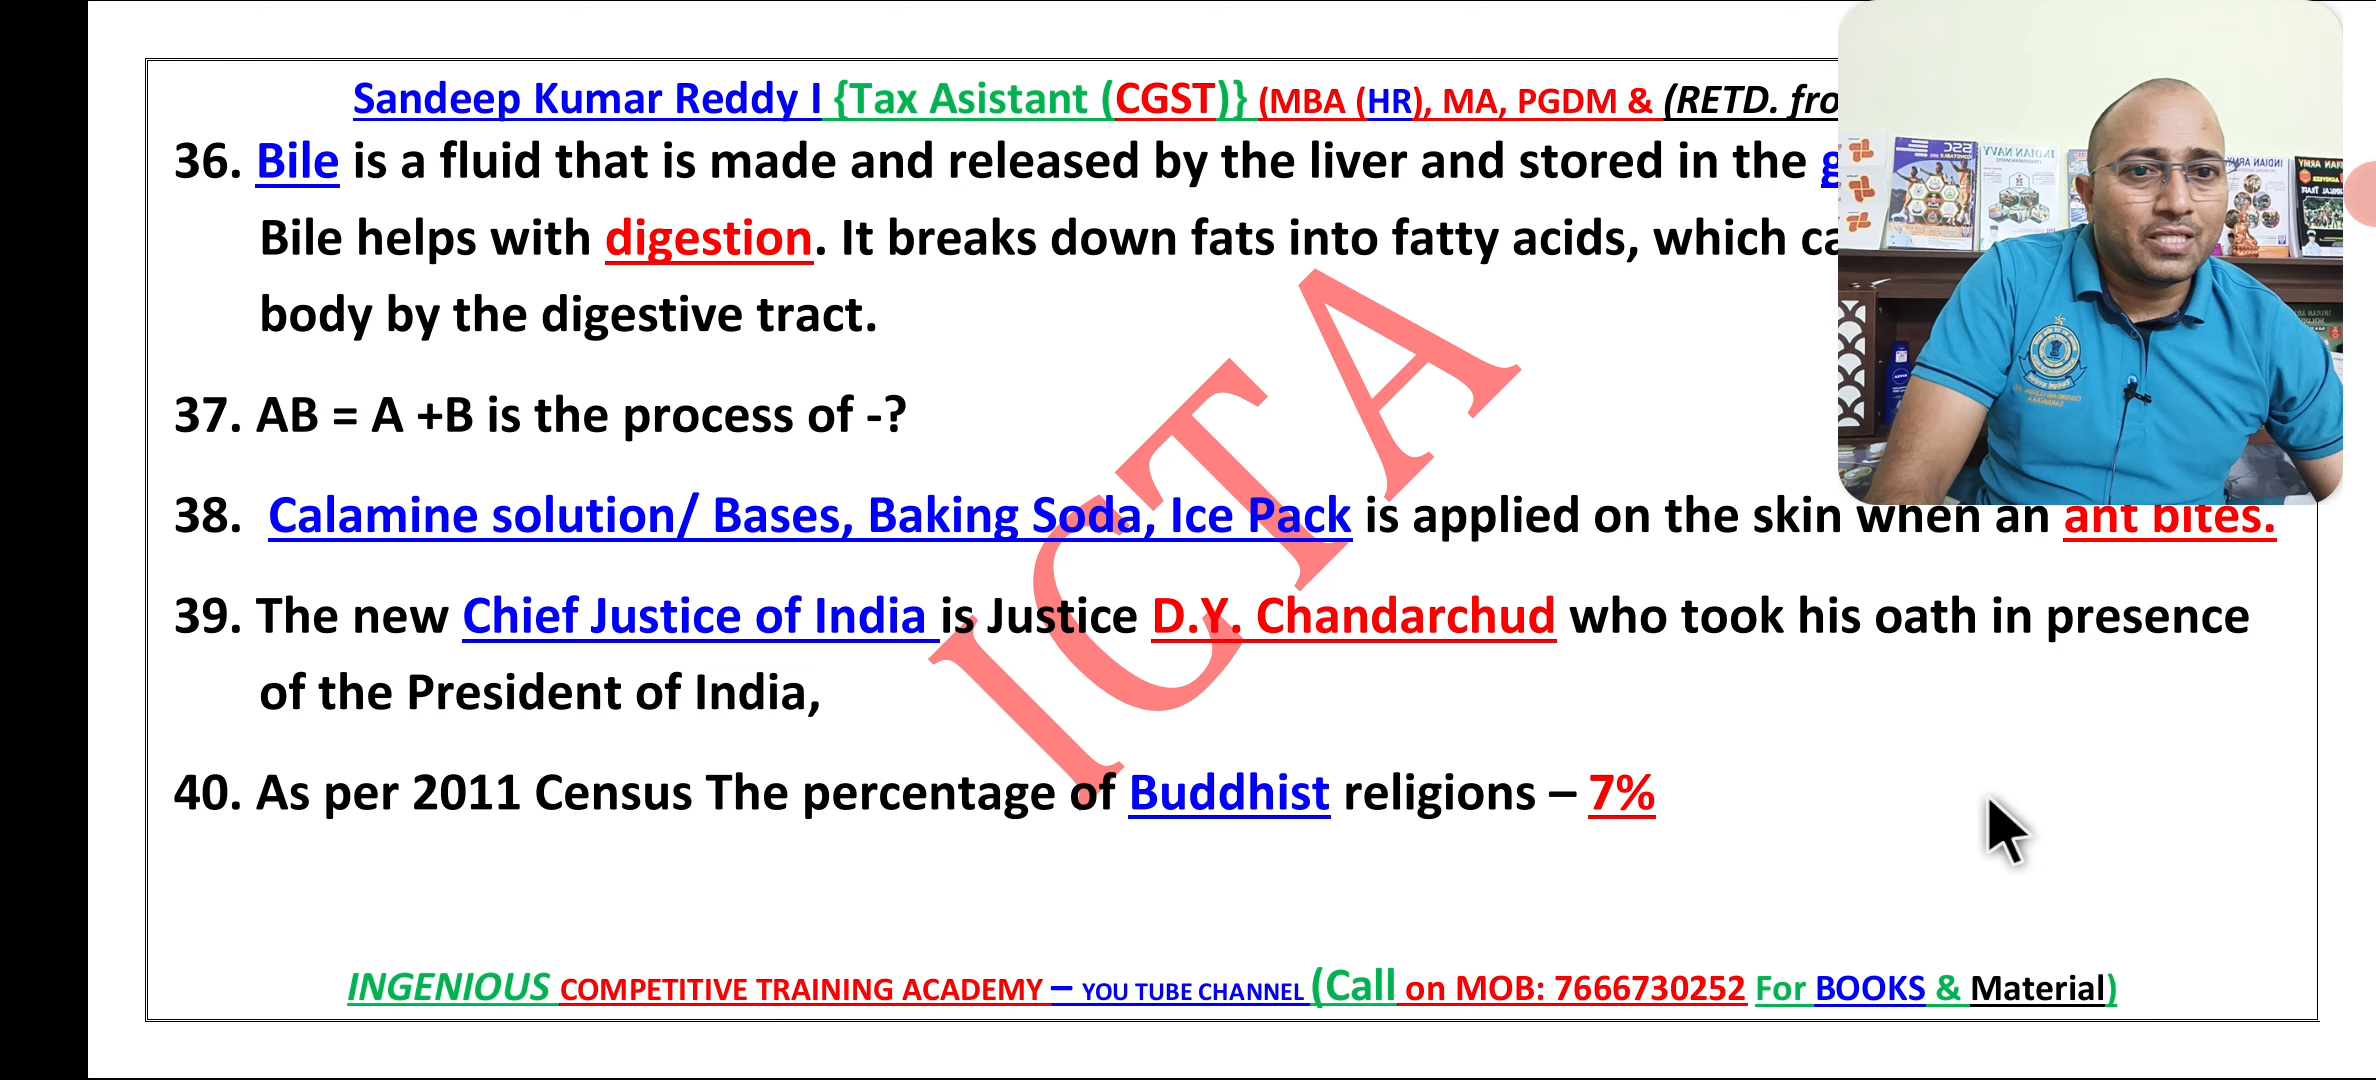 Sandeep Kumar Reddy I {Tax Asistant (CGST)} (MBA (HR), MA, PGDM & (RETD. fro
36. Bile is a fluid that is made and released by the liver and stored in the g
Bile helps with digestion. It breaks down fats into fatty acids, which ca
body by the digestive tract.
37. AB = A +B is the process of -?
38. Calamine solution/ Bases, Baking Soda, Ice Pack is applied on the skin when an ant bites.
39. The new Chief Justice of India is Justice D.Y. Chandarchud who took his oath in presence
of the President of India,
40. As per 2011 Census The percentage of Buddhist religions – 7%
ICTA
INGENIOUS COMPETITIVE TRAINING ACADEMY – YOU TUBE CHANNEL (Call on MOB: 7666730252 For BOOKS & Material)
SSC
INDIAN NAVY
INDIAN ARMY